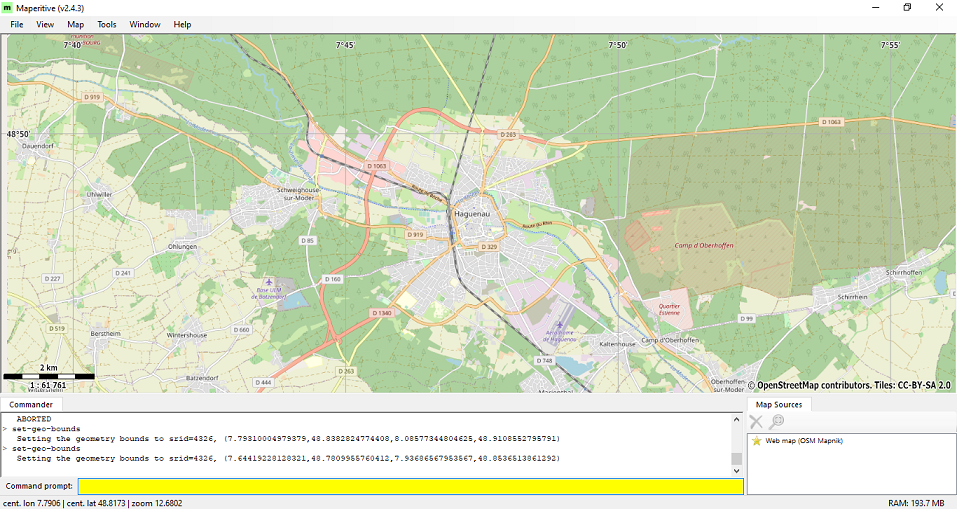 Maperitive (v2.4.3)
File View Map Tools Window Help
7°40' 7°45' 7°50' 7°55'
D 919
D 263
D 1063
48°50'
Dauendorf
D 1063
Uhlwiller
Schweighouse-
sur-Moder
Haguenau
Route du Rhin
D 919
D 85
D 329
Ohlungen
Camp d'Oberhoffen
D 241
D 227
D 160
Schirrhoffen
Schirrhein
Base ULM
de Batzendorf
Quartier
Estienne
D 1340
D 99
D 519
Berstheim
Wintershouse
D 660
Aérodrome
de Haguenau
Kaltenhouse
Camp d'Oberhoffen
D 748
D 263
Batzendorf
D 444
Oberhoffen-
sur-Moder
Marienthal
2 km
1 : 61 761
© OpenStreetMap contributors. Tiles: CC-BY-SA 2.0
Commander
Map Sources
ABORTED
> set-geo-bounds
Setting the geometry bounds to srid=4326, (7.79310004979379,48.8382827477408,8.08577344804625,48.9108552795791)
> set-geo-bounds
Setting the geometry bounds to srid=4326, (7.64419228128321,48.7809955760412,7.93686567953567,48.8536513861292)
Web map (OSM Mapnik)
Command prompt:
cent. lon 7.7906 | cent. lat 48.8173 | zoom 12.6802
RAM: 193.7 MB